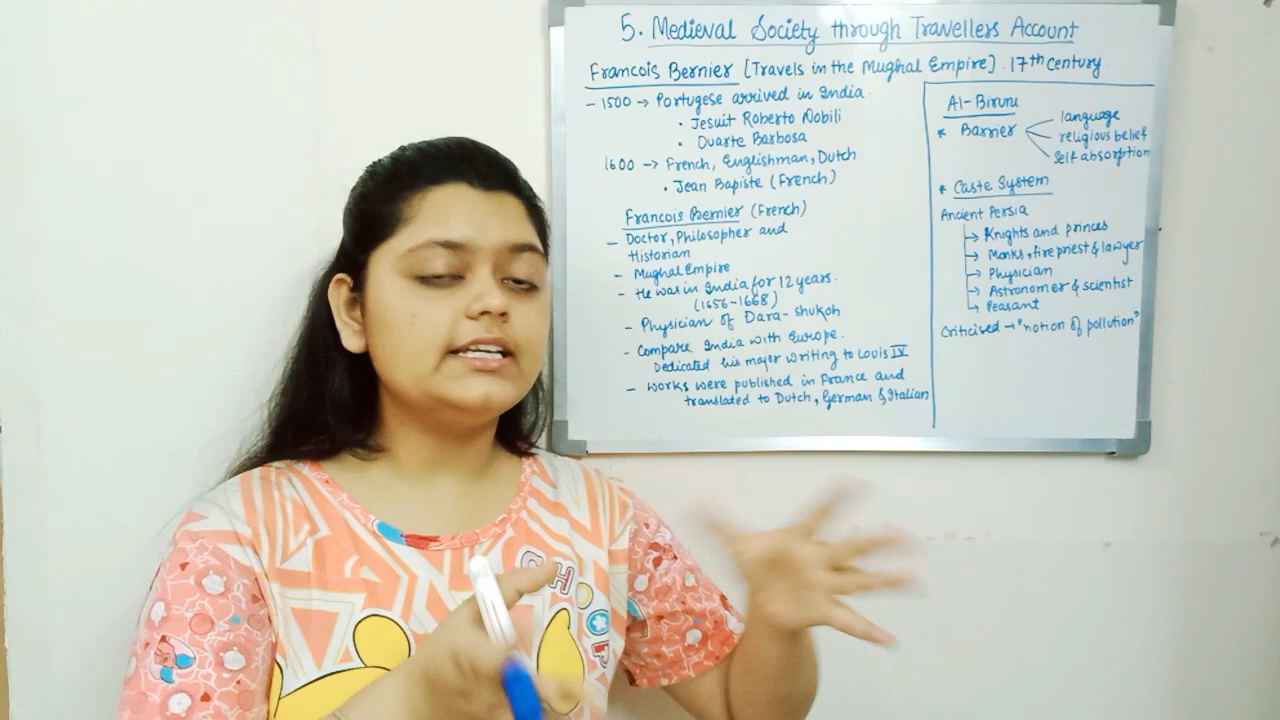 5. Medieval Society through Travellers Account
Francois Bernier [Travels in the Mughal Empire]. 17th century
- 1500 → Portugese arrived in India.
• Jesuit Roberto Nobili
• Duarte Barbosa
1600 → French, Englishman, Dutch
• Jean Bapiste (French)
Francois Bernier (French)
- Doctor, Philosopher and
Historian
- Mughal Empire
- He was in India for 12 years.
(1656-1668)
- Physician of Dara-Shukoh
- Compare India with Europe.
Dedicated his major writing to Louis IV
- Works were published in France and
translated to Dutch, German & Italian
Al-Biruni
* Barrier
language
religious belief
Self absorption
* Caste System
Ancient Persia
→ Knights and princes
→ Monks, fire priest & lawyer
→ Physician
→ Astronomer & scientist
→ Peasant
Criticised → "notion of pollution"
CH